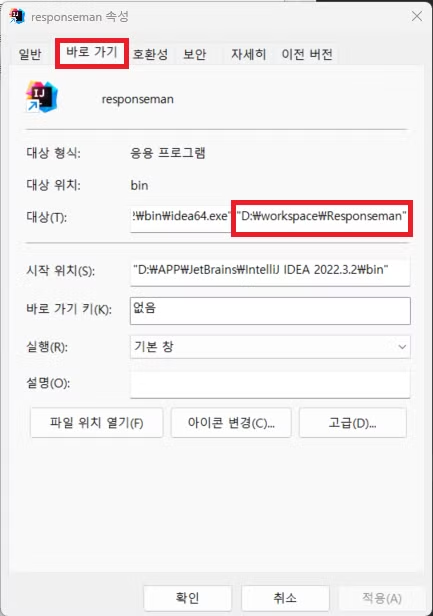 responseman 속성
일반 바로 가기 호환성 보안 자세히 이전 버전
IJ
responseman
대상 형식: 응용 프로그램
대상 위치: bin
대상(T): 2₩bin₩idea64.exe" "D:₩workspace₩Responseman"
시작 위치(S): "D:₩APP₩JetBrains₩IntelliJ IDEA 2022.3.2₩bin"
바로 가기 키(K): 없음
실행(R): 기본 창
설명(O):
파일 위치 열기(F) 아이콘 변경(C)... 고급(D)...
확인 취소 적용(A)